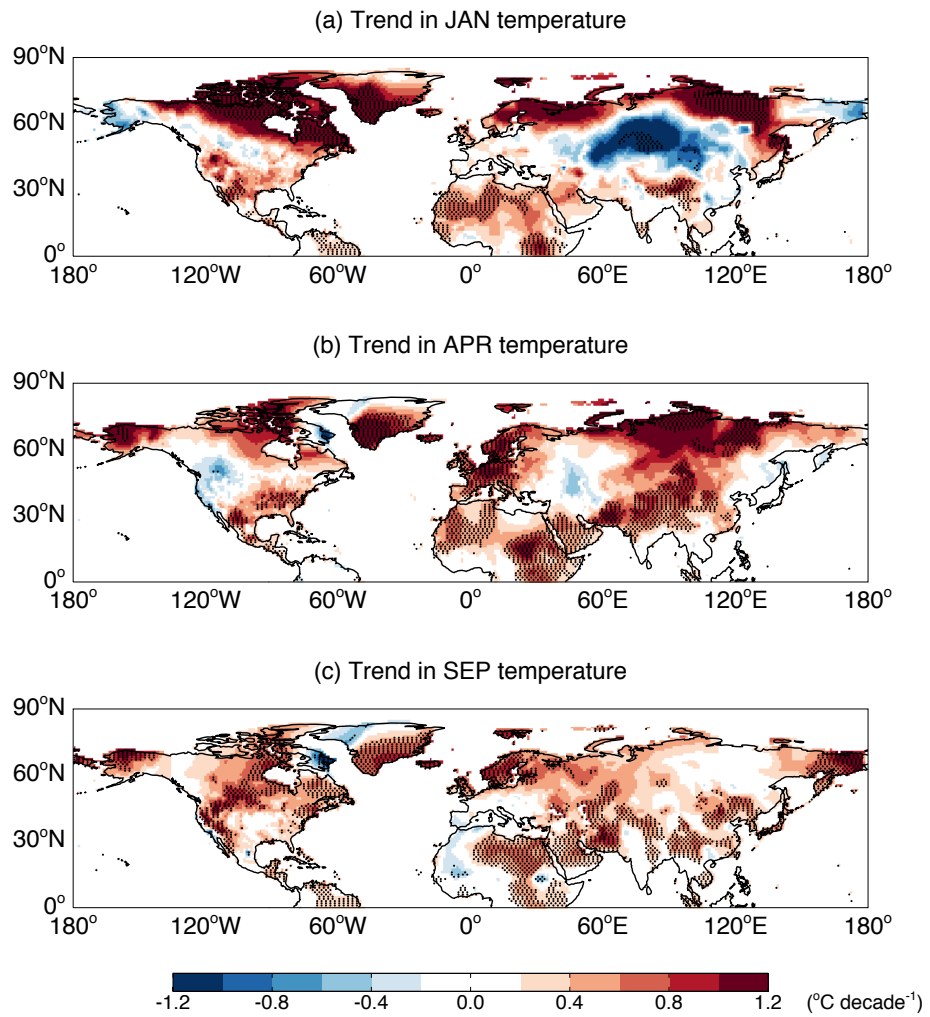 (a) Trend in JAN temperature
90°N
60°N
30°N
0°
180° 120°W 60°W 0° 60°E 120°E 180°
(b) Trend in APR temperature
90°N
60°N
30°N
0°
180° 120°W 60°W 0° 60°E 120°E 180°
(c) Trend in SEP temperature
90°N
60°N
30°N
0°
180° 120°W 60°W 0° 60°E 120°E 180°
-1.2 -0.8 -0.4 0.0 0.4 0.8 1.2 (°C decade⁻¹)